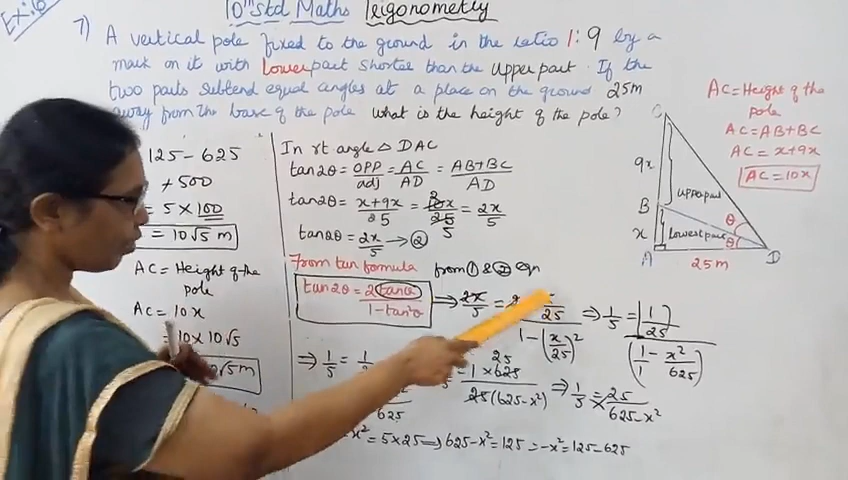 Ex:6
10th std Maths Trigonometry
7) A vertical pole fixed to the ground in the ratio 1:9 by a
mark on it with Lower part shorter than the upper part. If the
two parts subtend equal angles at a place on the ground 25m
away from the base of the pole what is the height of the pole?
125 - 625
+500
= 5 × 100
= 10√5 m
AC = Height of the
pole
AC = 10x
= 10 × 10√5
√5m
In rt angle Δ DAC
tan2θ = OPP/adj = AC/AD = AB+BC/AD
tan2θ = x+9x/25 = 10x/25 = 2x/5
tan2θ = 2x/5 → ②
From tan formula from ① & ② eqn
tan2θ = 2tanθ/1-tan²θ ⇒ 2x/5 = 25 / 1-(x/25)² ⇒ 1/5 = 1/25 / (1/1 - x²/625)
⇒ 1/5 = 625 = 1×625/25(625-x²) 25 ⇒ 1/5 = 25/625-x²
x² = 5×25 ⇒ 625-x² = 125 ⇒ -x² = 125-625
AC = Height of the
pole
AC = AB+BC
AC = x+9x
AC = 10x
C
9x
upper part
B
x
Lowest part
θ
θ
A
25m
D